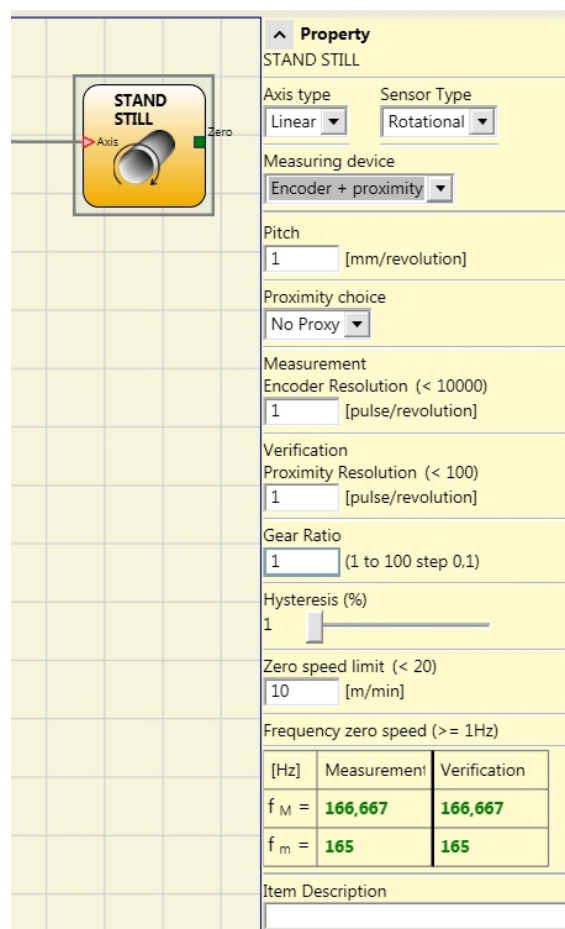 STAND
STILL
Axis
Zero
Property
STAND STILL
Axis type Sensor Type
Linear Rotational
Measuring device
Encoder + proximity
Pitch
1 [mm/revolution]
Proximity choice
No Proxy
Measurement
Encoder Resolution (< 10000)
1 [pulse/revolution]
Verification
Proximity Resolution (< 100)
1 [pulse/revolution]
Gear Ratio
1 (1 to 100 step 0,1)
Hysteresis (%)
1
Zero speed limit (< 20)
10 [m/min]
Frequency zero speed (>= 1Hz)
[Hz] Measurement Verification
f M = 166,667 166,667
f m = 165 165
Item Description